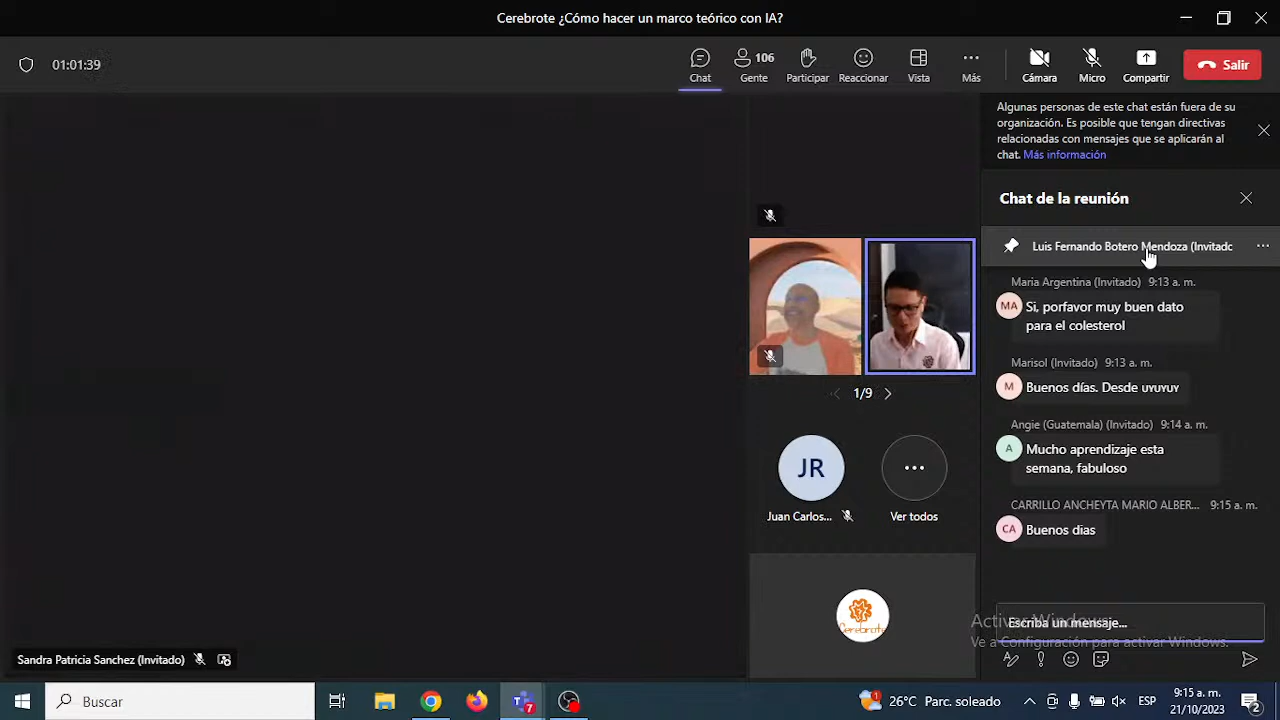 Cerebrote ¿Cómo hacer un marco teórico con IA?
01:01:39
Chat
106
Gente
Participar
Reaccionar
Vista
Más
Cámara
Micro
Compartir
Salir
Algunas personas de este chat están fuera de su
organización. Es posible que tengan directivas
relacionadas con mensajes que se aplicarán al
chat. Más información
Chat de la reunión
Luis Fernando Botero Mendoza (Invitadc
Maria Argentina (Invitado) 9:13 a. m.
MA
Si, porfavor muy buen dato
para el colesterol
Marisol (Invitado) 9:13 a. m.
M
Buenos días. Desde uyuyuy
Angie (Guatemala) (Invitado) 9:14 a. m.
A
Mucho aprendizaje esta
semana, fabuloso
CARRILLO ANCHEYTA MARIO ALBER... 9:15 a. m.
CA
Buenos dias
1/9
JR
Juan Carlos...
Ver todos
Cerebrote
Sandra Patricia Sanchez (Invitado)
Escriba un mensaje...
Activar Windows
Ve a Configuración para activar Windows.
Buscar
7
1
26°C Parc. soleado
ESP
9:15 a. m.
21/10/2023
2